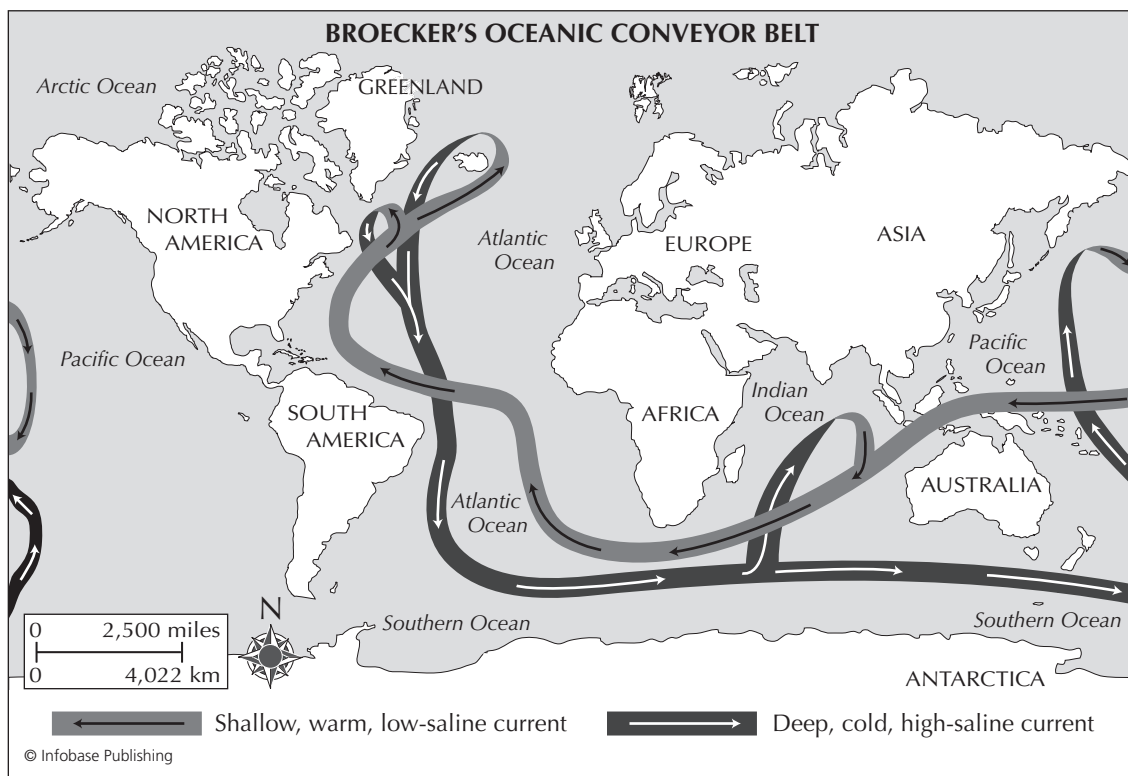 BROECKER'S OCEANIC CONVEYOR BELT
Arctic Ocean
GREENLAND
NORTH
AMERICA
Atlantic
Ocean
EUROPE
ASIA
Pacific Ocean
Pacific
Ocean
Indian
Ocean
SOUTH
AMERICA
AFRICA
AUSTRALIA
Atlantic
Ocean
N
Southern Ocean
Southern Ocean
0 2,500 miles
0 4,022 km
ANTARCTICA
Shallow, warm, low-saline current
Deep, cold, high-saline current
© Infobase Publishing